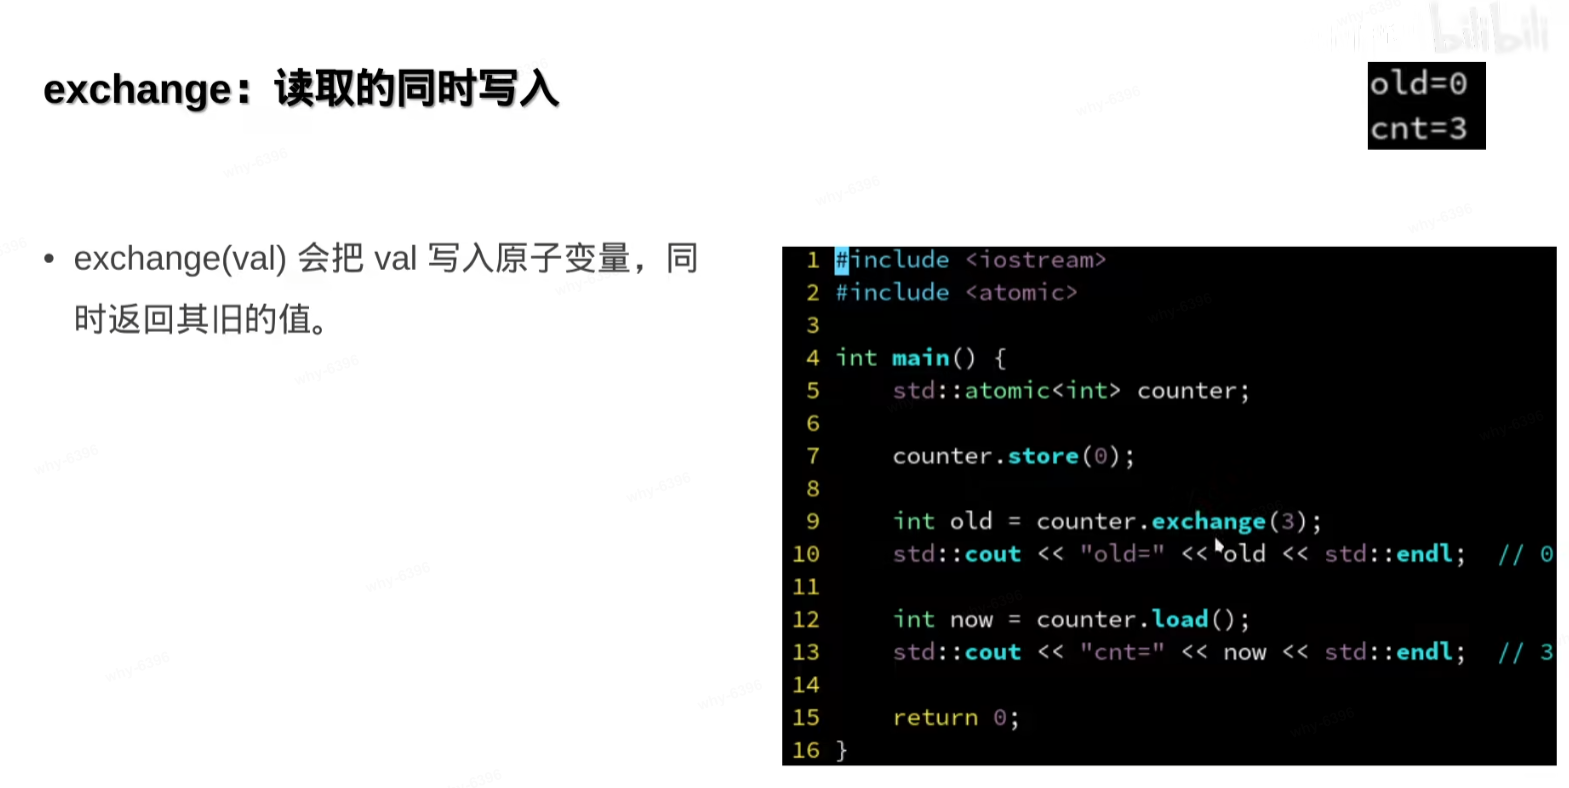 bilibili
exchange：读取的同时写入
old=0
cnt=3
• exchange(val) 会把 val 写入原子变量，同
时返回其旧的值。
1 #include <iostream>
2 #include <atomic>
3
4 int main() {
5     std::atomic<int> counter;
6
7     counter.store(0);
8
9     int old = counter.exchange(3);
10     std::cout << "old=" << old << std::endl;  // 0
11
12     int now = counter.load();
13     std::cout << "cnt=" << now << std::endl;  // 3
14
15     return 0;
16 }
why-6396